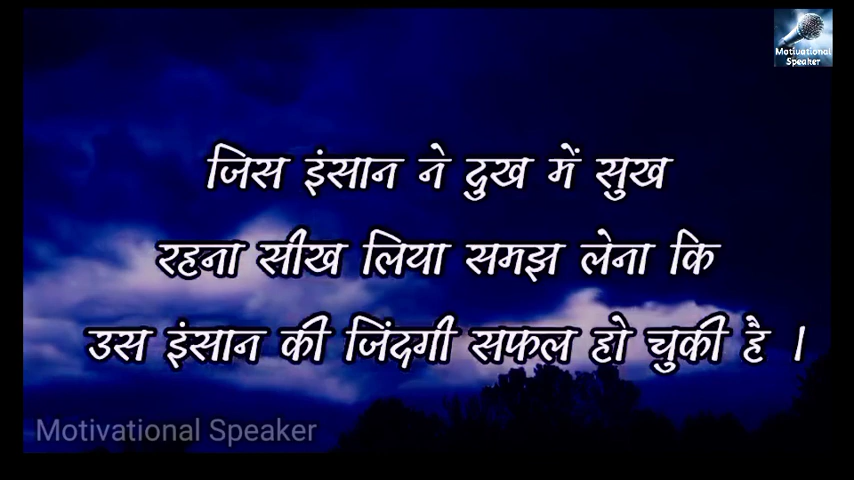 Motivational
Speaker
जिस इंसान ने दुख में सुख
रहना सीख लिया समझ लेना कि
उस इंसान की जिंदगी सफल हो चुकी है ।
Motivational Speaker